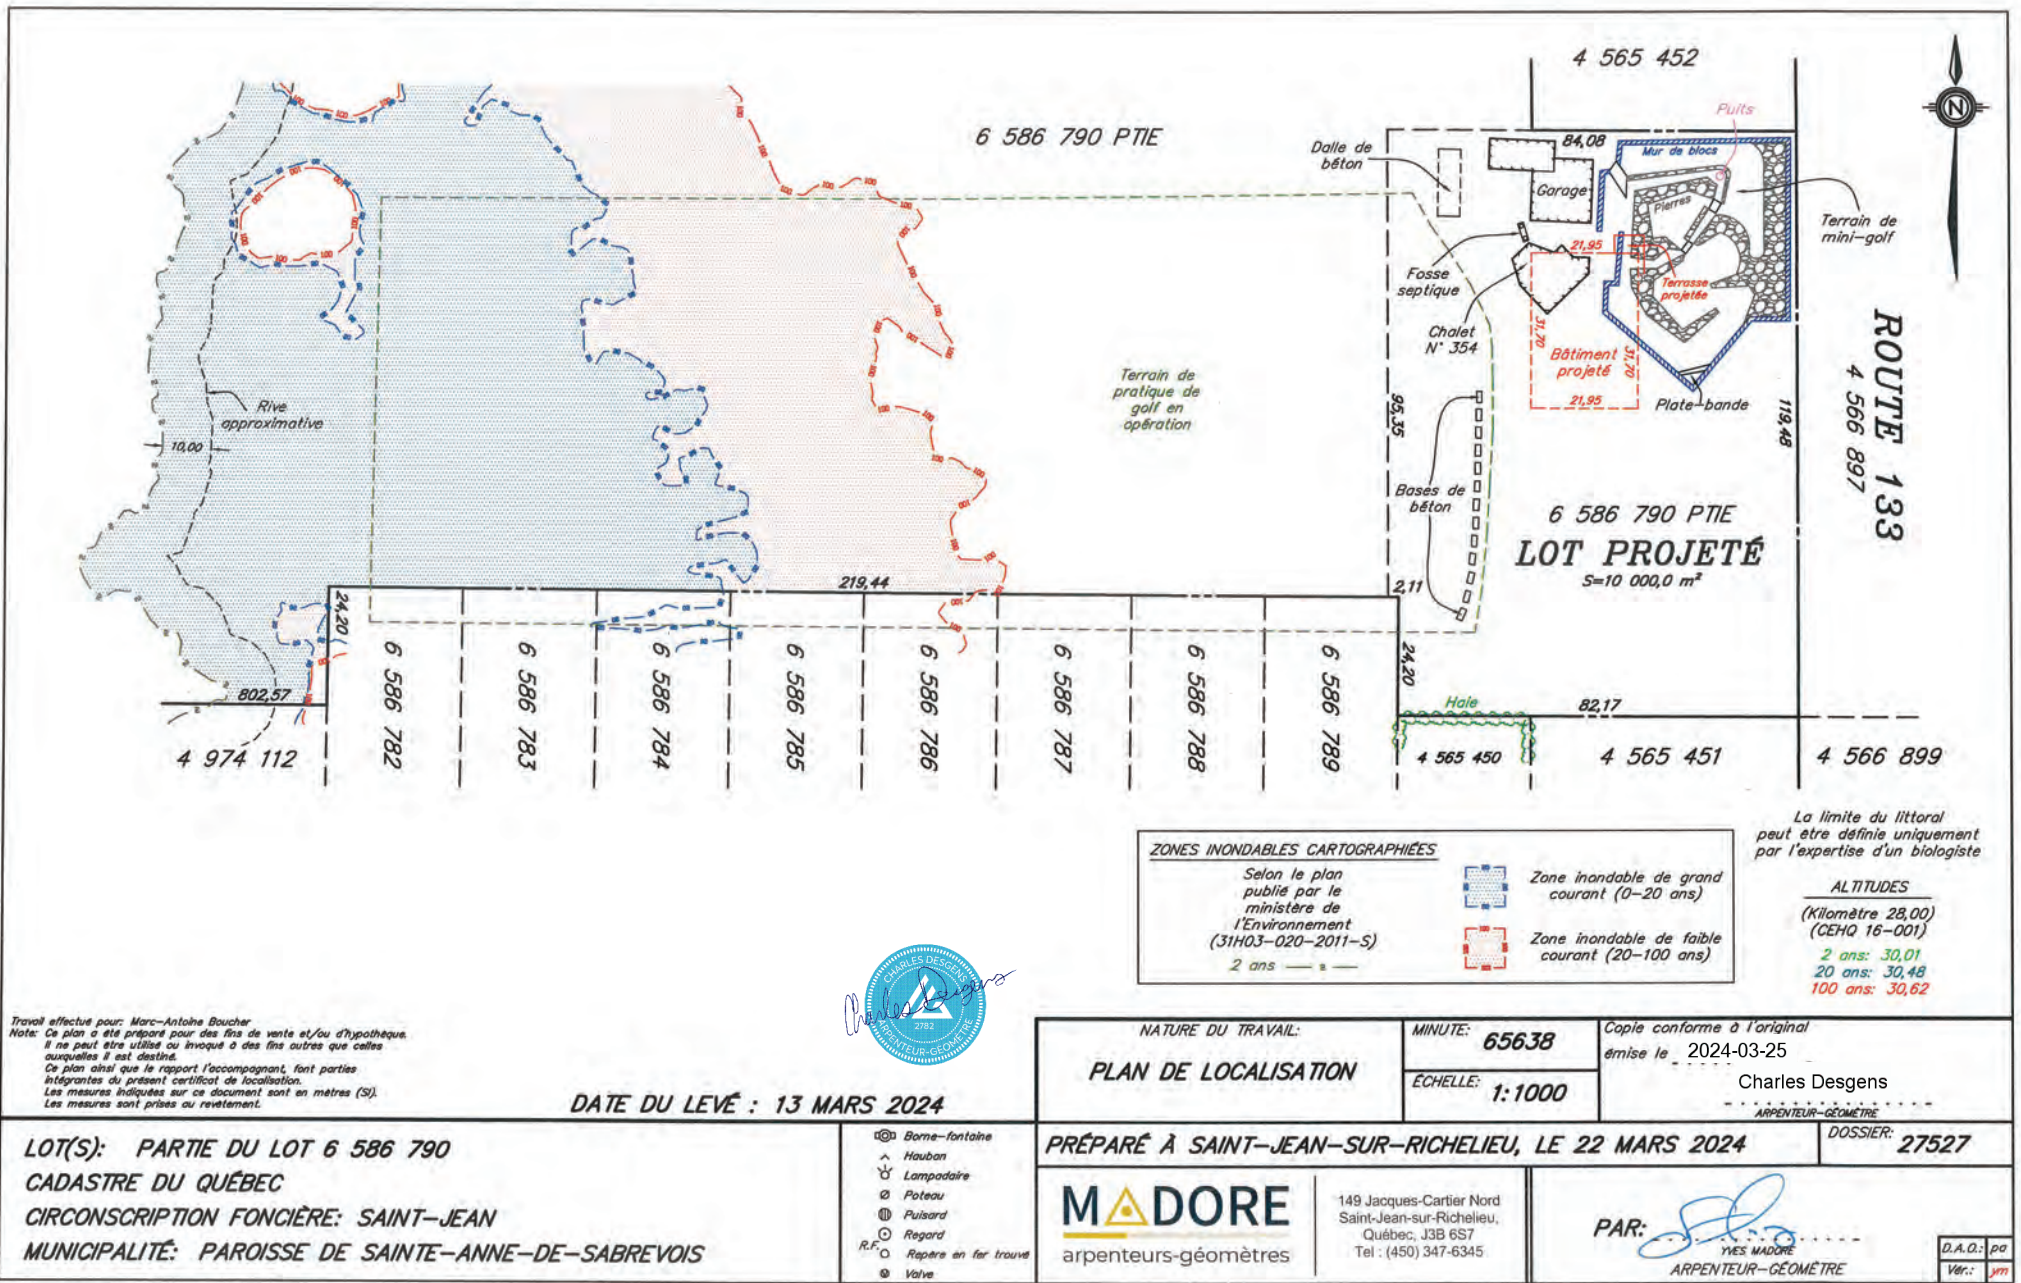 4 565 452
Puits
6 586 790 PTIE
Dalle de
béton
84,08
Mur de blocs
N
Garage
Pierres
Terrain de
mini-golf
21,95
Fosse
septique
Terrasse
projetée
Chalet
N° 354
31,70
Bâtiment
projeté
31,70
21,95
Plate-bande
ROUTE 133
4 566 897
119,48
95,35
Terrain de
pratique de
golf en
opération
Rive
approximative
10,00
Bases de
béton
6 586 790 PTIE
LOT PROJETÉ
S=10 000,0 m²
219,44
2,11
24,20
24,20
802,57
Haie
82,17
4 974 112
6 586 782
6 586 783
6 586 784
6 586 785
6 586 786
6 586 787
6 586 788
6 586 789
4 565 450
4 565 451
4 566 899
ZONES INONDABLES CARTOGRAPHIÉES
Selon le plan
publié par le
ministère de
l'Environnement
(31H03-020-2011-S)
2 ans — 2 —
Zone inondable de grand
courant (0-20 ans)
Zone inondable de faible
courant (20-100 ans)
La limite du littoral
peut être définie uniquement
par l'expertise d'un biologiste
ALTITUDES
(Kilomètre 28,00)
(CEHQ 16-001)
2 ans: 30,01
20 ans: 30,48
100 ans: 30,62
CHARLES DESGENS
2782
ARPENTEUR-GÉOMÈTRE
Charles Desgens
Travail effectué pour: Marc-Antoine Boucher
Note: Ce plan a été préparé pour des fins de vente et/ou d'hypothèque.
Il ne peut être utilisé ou invoqué à des fins autres que celles
auxquelles il est destiné.
Ce plan ainsi que le rapport l'accompagnant, font parties
intégrantes du présent certificat de localisation.
Les mesures indiquées sur ce document sont en mètres (SI).
Les mesures sont prises au revêtement.
DATE DU LEVÉ : 13 MARS 2024
NATURE DU TRAVAIL:
PLAN DE LOCALISATION
MINUTE: 65638
ÉCHELLE: 1:1000
Copie conforme à l'original
émise le 2024-03-25
Charles Desgens
ARPENTEUR-GÉOMÈTRE
LOT(S): PARTIE DU LOT 6 586 790
CADASTRE DU QUÉBEC
CIRCONSCRIPTION FONCIÈRE: SAINT-JEAN
MUNICIPALITÉ: PAROISSE DE SAINTE-ANNE-DE-SABREVOIS
Borne-fontaine
Hauban
Lampadaire
Poteau
Puisard
Regard
R.F. Repère en fer trouvé
Valve
PRÉPARÉ À SAINT-JEAN-SUR-RICHELIEU, LE 22 MARS 2024
DOSSIER: 27527
MADORE
arpenteurs-géomètres
149 Jacques-Cartier Nord
Saint-Jean-sur-Richelieu,
Québec, J3B 6S7
Tel : (450) 347-6345
PAR:
YVES MADORE
ARPENTEUR-GÉOMÈTRE
D.A.O.: pa
Vér.: ym